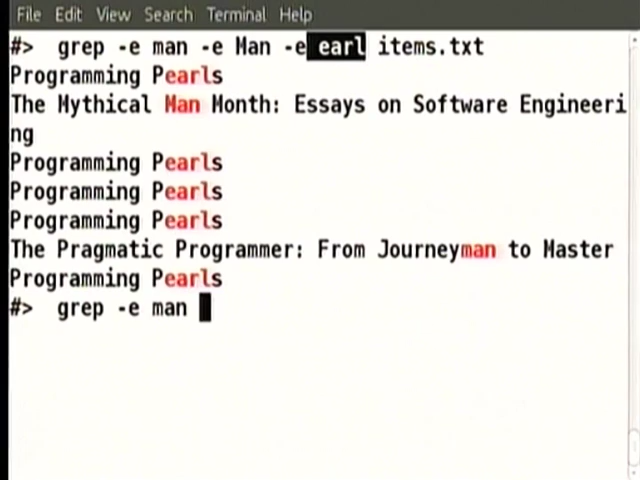 File Edit View Search Terminal Help
#> grep -e man -e Man -e earl items.txt
Programming Pearls
The Mythical Man Month: Essays on Software Engineeri
ng
Programming Pearls
Programming Pearls
Programming Pearls
The Pragmatic Programmer: From Journeyman to Master
Programming Pearls
#> grep -e man